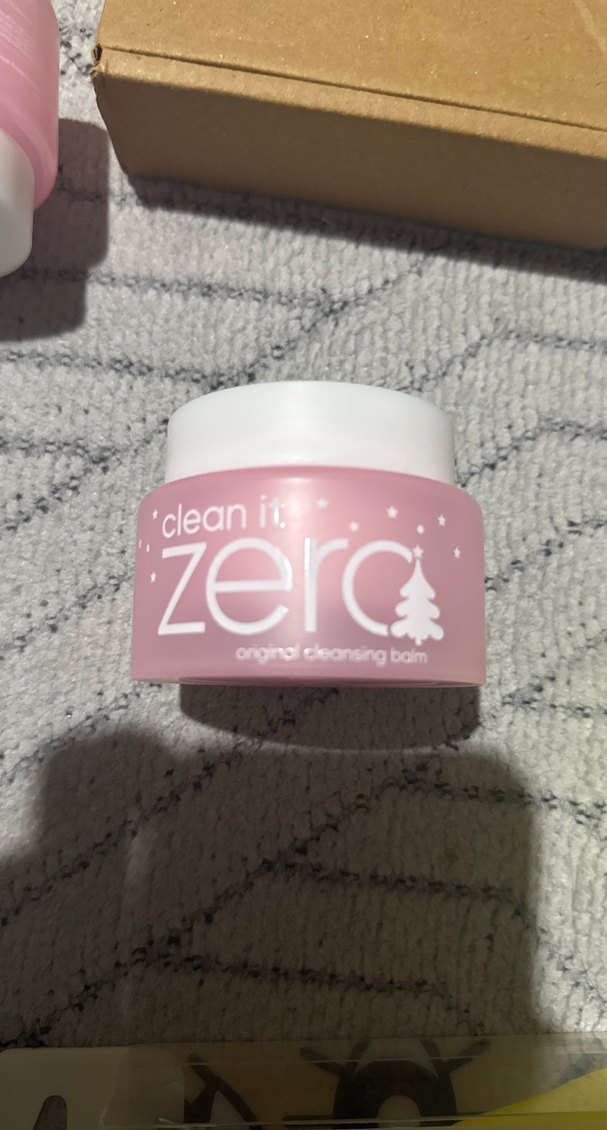 clean it
zero
original cleansing balm